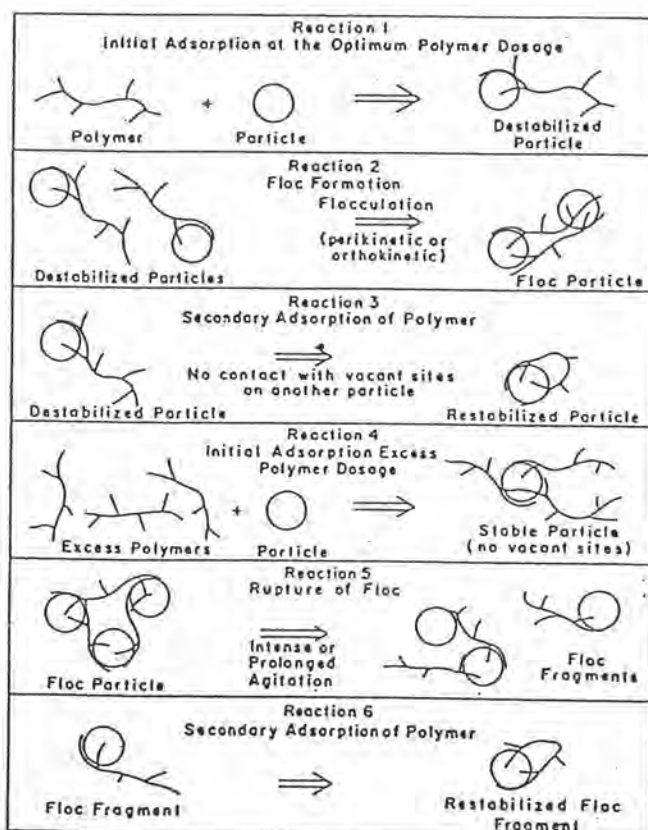 Reaction 1
Initial Adsorption at the Optimum Polymer Dosage
+
Polymer
Particle
Destabilized
Particle
Reaction 2
Floc Formation
Flocculation
(perikinetic or
orthokinetic)
Destabilized Particles
Floc Particle
Reaction 3
Secondary Adsorption of Polymer
No contact with vacant sites
on another particle
Destabilized Particle
Restabilized Particle
Reaction 4
Initial Adsorption Excess
Polymer Dosage
+
Excess Polymers
Particle
Stable Particle
(no vacant sites)
Reaction 5
Rupture of Floc
Intense or
Prolonged
Agitation
Floc Particle
Floc
Fragments
Reaction 6
Secondary Adsorption of Polymer
Floc Fragment
Restabilized Floc
Fragment